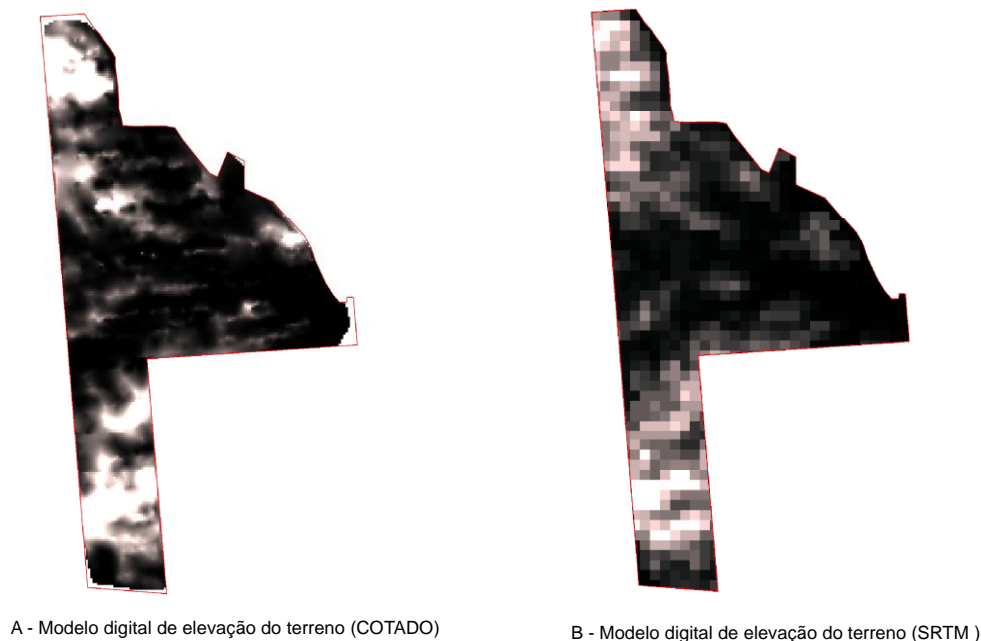 A - Modelo digital de elevação do terreno (COTADO)
B - Modelo digital de elevação do terreno (SRTM )